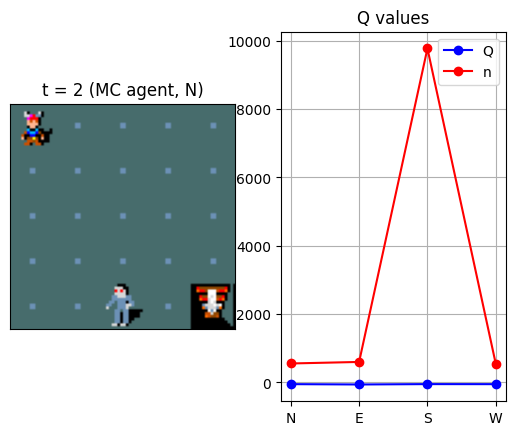 Q values
t = 2 (MC agent, N)
Q
n
10000
8000
6000
4000
2000
0
N E S W